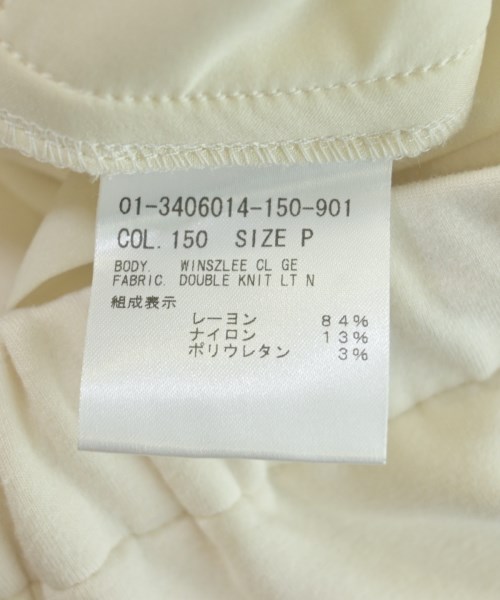 01-3406014-150-901
COL. 150 SIZE P
BODY. WINSZLEE CL GE
FABRIC. DOUBLE KNIT LT N
組成表示
レーヨン 84%
ナイロン 13%
ポリウレタン 3%